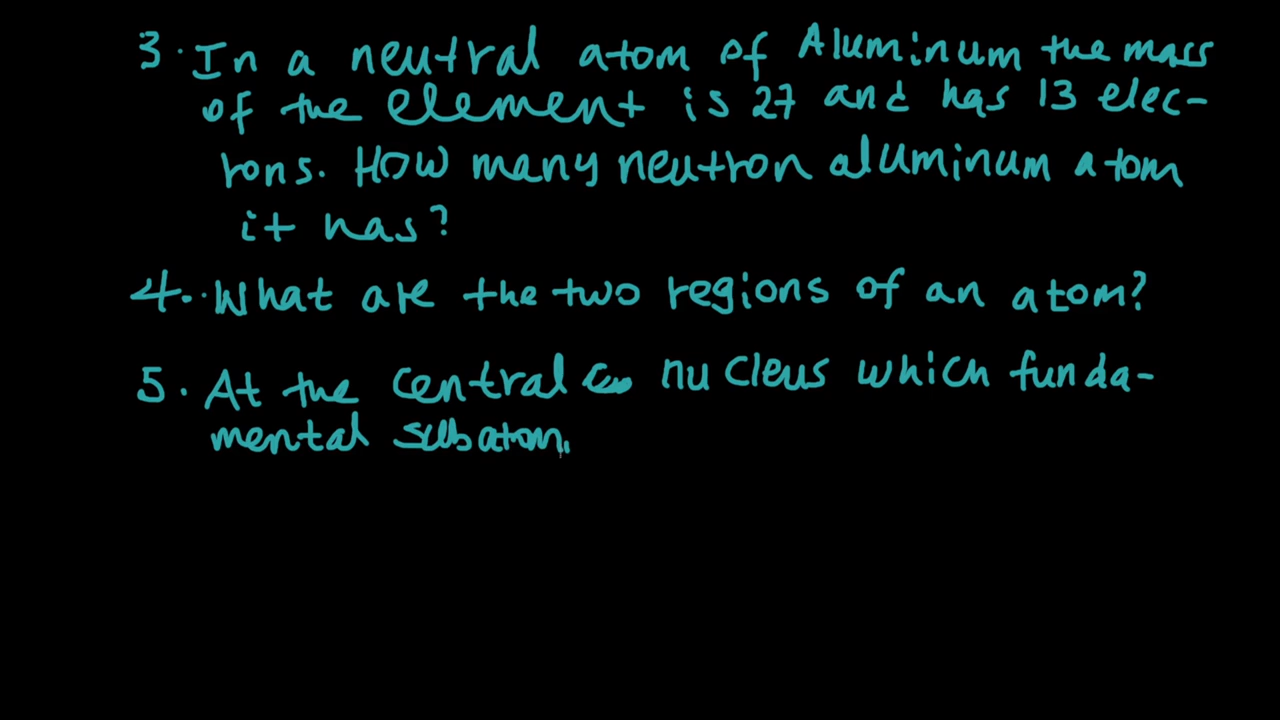 3. In a neutral atom of Aluminum the mass
of the element is 27 and has 13 elec-
rons. How many neutron aluminum atom
it has?
4. What are the two regions of an atom?
5. At the central nucleus which funda-
mental subatom